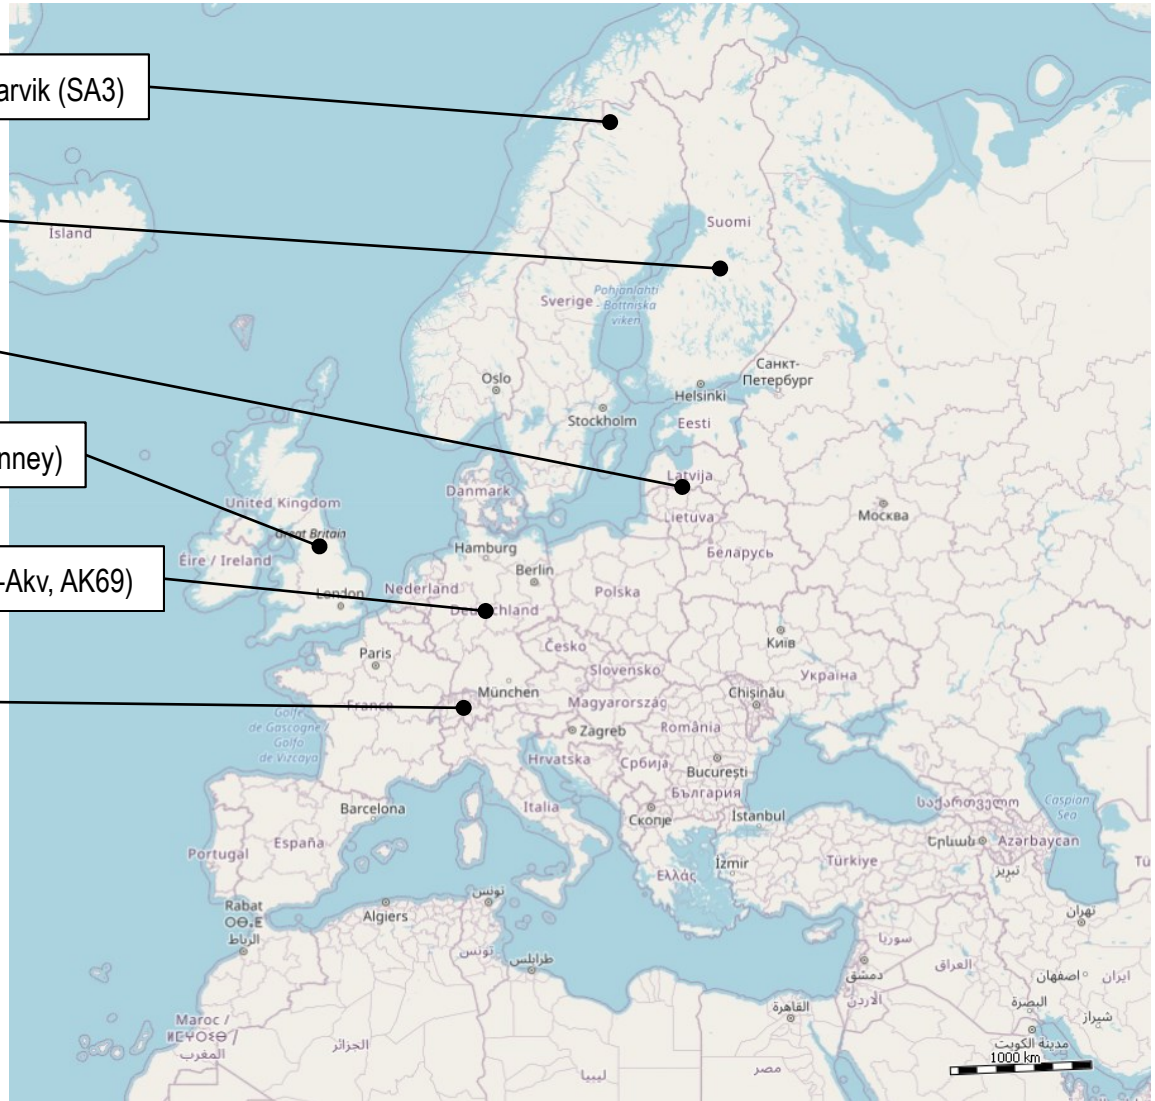 arvik (SA3)
Ísland
Suomi
Pohjanlahti
- Bottniska
viken
Sverige
Санкт-
Петербург
Oslo
Helsinki
Stockholm
Eesti
nney)
Latvija
Danmark
United Kingdom
Lietuva
Москва
Great Britain
Hamburg
Беларусь
Éire / Ireland
Berlin
-Akv, AK69)
Nederland
Polska
London
Deutschland
Київ
Česko
Paris
Slovensko
Україна
München
Chișinău
France
Magyarország
Golfe
de Gascogne /
Golfo
de Vizcaya
Zagreb
România
Hrvatska
Србија
București
България
Barcelona
Italia
Скопје
İstanbul
საქართველო
Caspian
Sea
España
Portugal
Երևան
Azərbaycan
İzmir
Türkiye
Tü
Ελλάς
تبریز
Rabat
ⵔⴱⴰⵟ
الرباط
Algiers
تونس
تهران
تونس
سوريا
طرابلس
دمشق
العراق
اصفهان
ایران
الأردن
القاهرة
البصرة
شیراز
Maroc /
ⵍⵎⵖⵔⵉⴱ /
المغرب
الجزائر
مدينة الكويت
1000 km
ليبيا
مصر